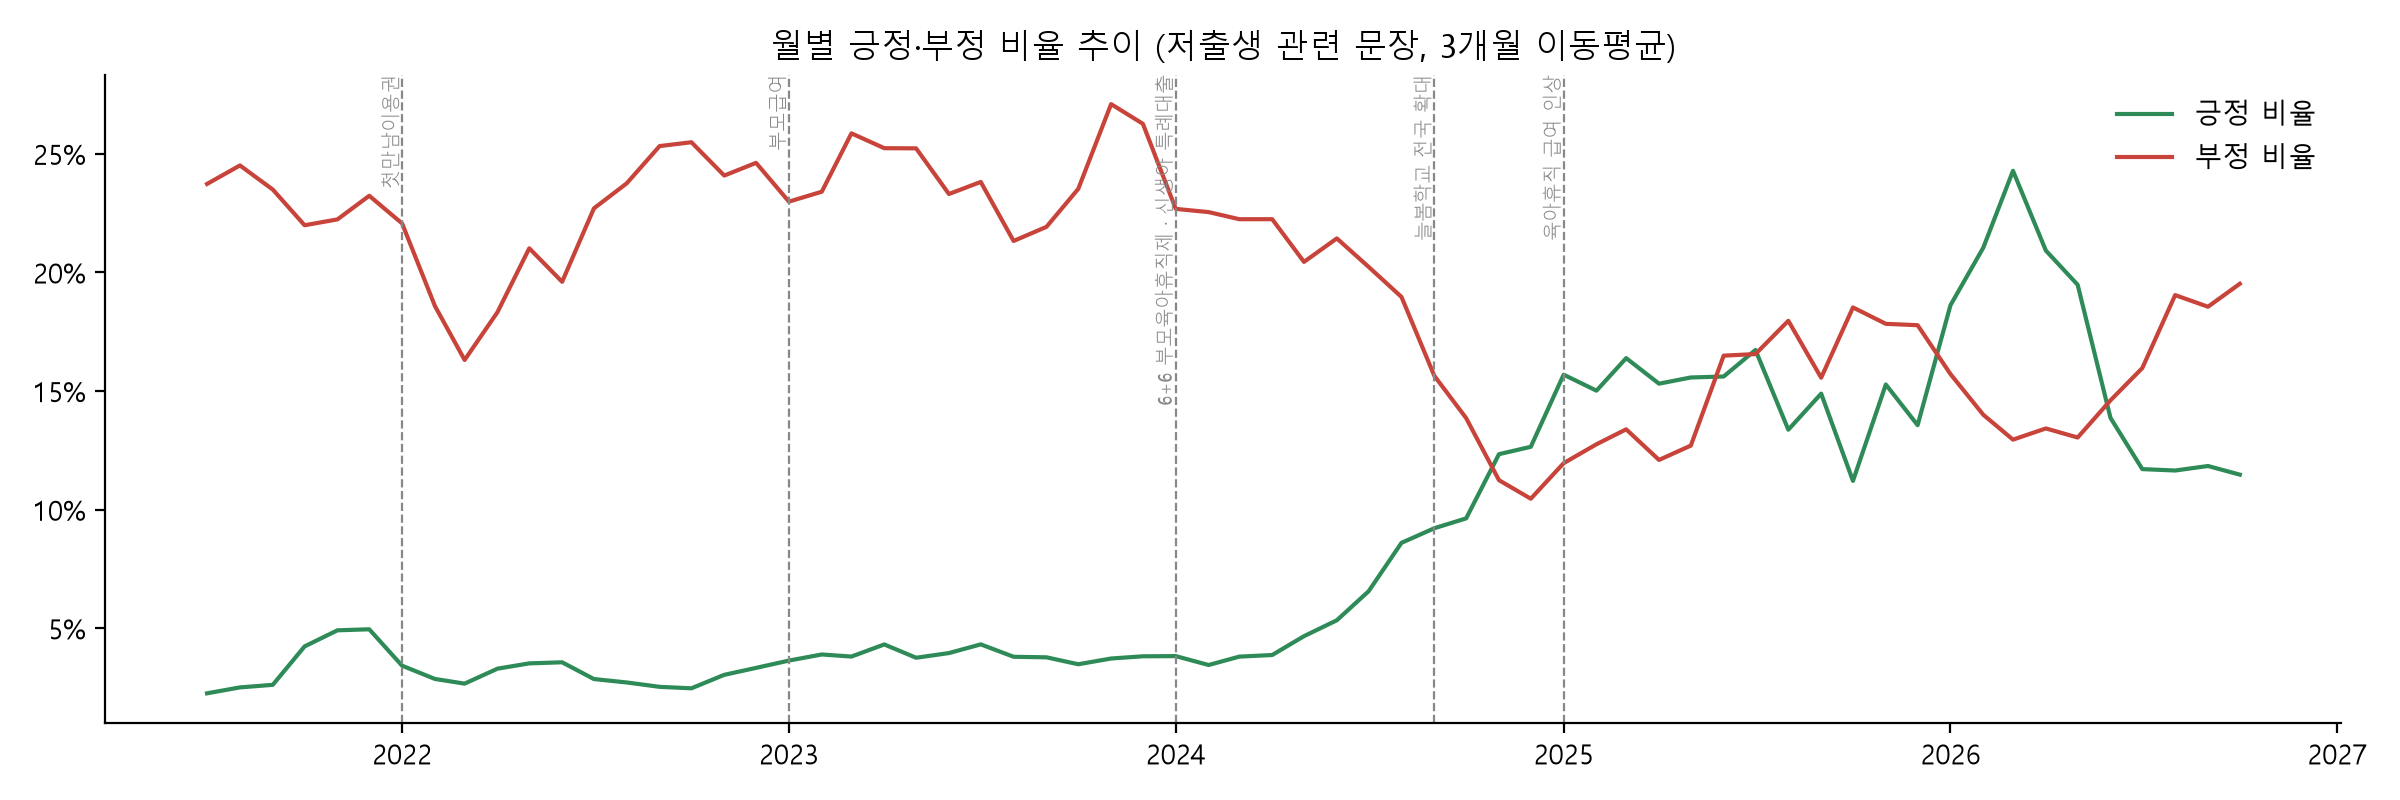 월별 긍정·부정 비율 추이 (저출생 관련 문장, 3개월 이동평균)
첫만남이용권
부모급여
6+6 부모육아휴직제 · 신생아 특례대출
늘봄학교 전국 확대
육아휴직 급여 인상
긍정 비율
부정 비율
25%
20%
15%
10%
5%
2022
2023
2024
2025
2026
2027